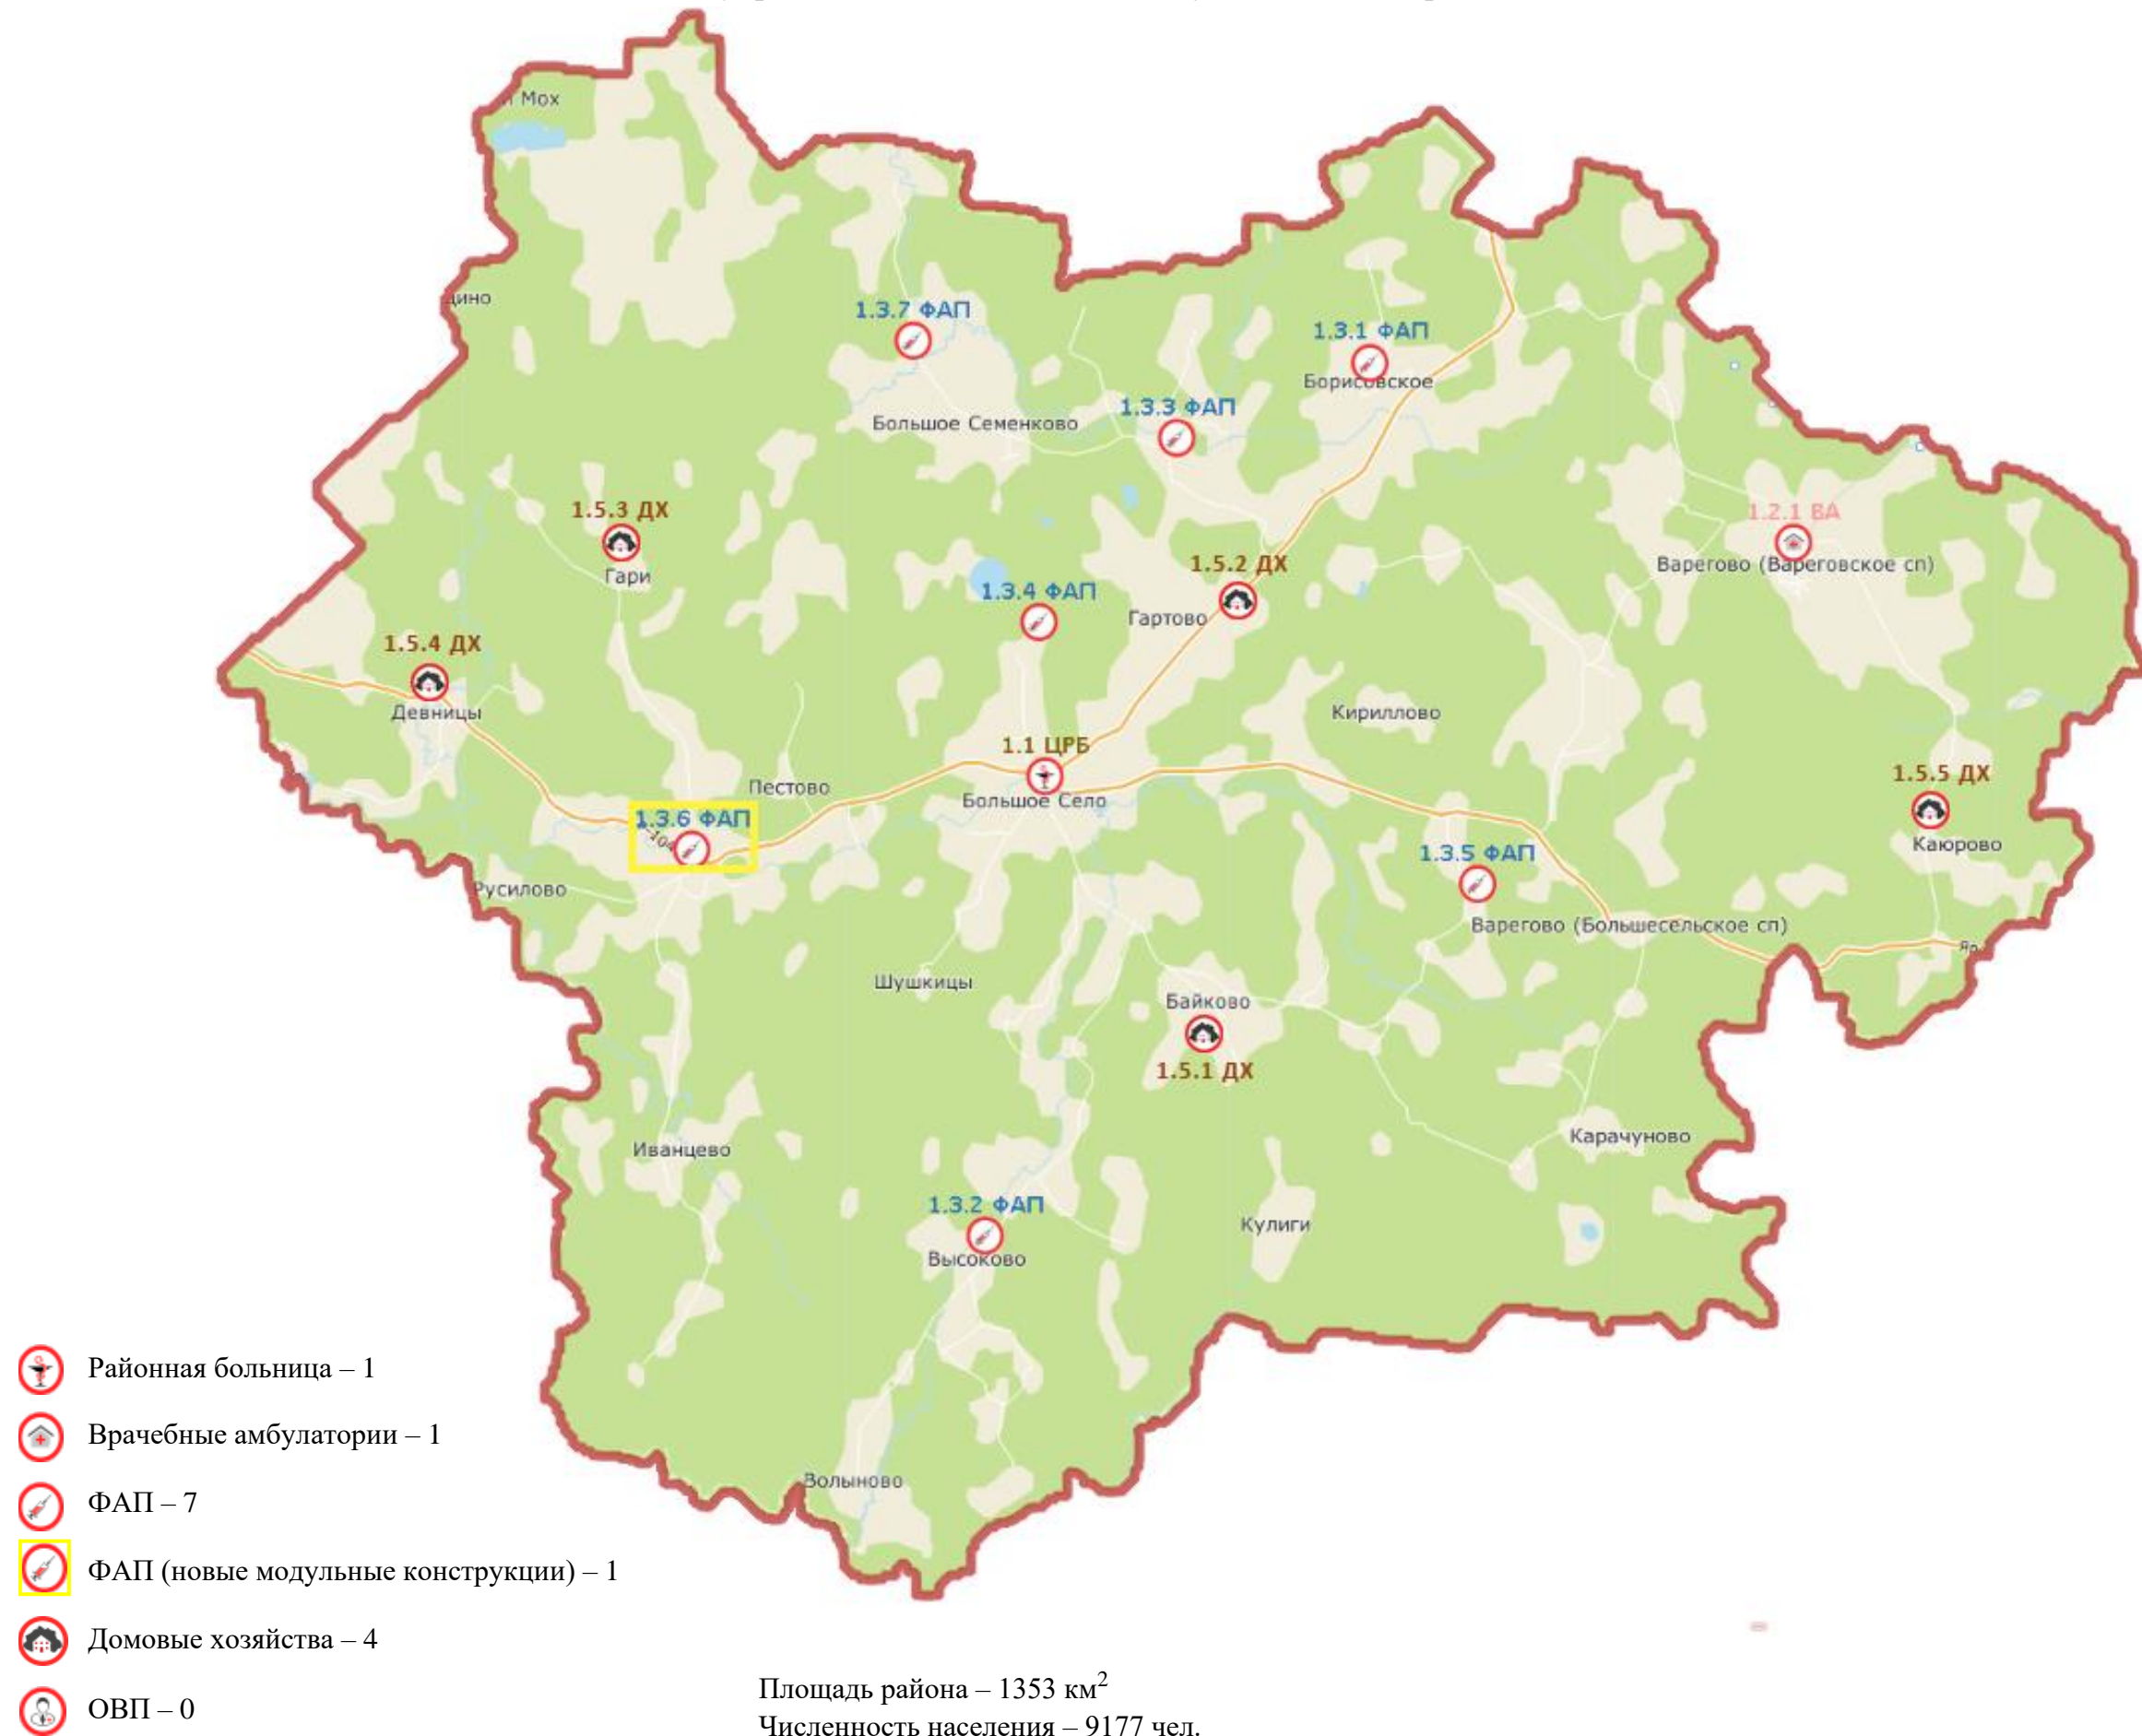 Мох
1.3.7 ФАП
1.3.1 ФАП
Борисовское
1.3.3 ФАП
Большое Семенково
1.5.3 ДХ
Гари
1.2.1 ВА
Варегово (Вареговское сп)
1.5.2 ДХ
1.3.4 ФАП
Гартово
1.5.4 ДХ
Девницы
Кириллово
1.1 ЦРБ
Большое Село
Пестово
1.5.5 ДХ
Каюрово
1.3.6 ФАП
1.3.5 ФАП
Русилово
Варегово (Большесельское сп)
Шушкицы
Байково
1.5.1 ДХ
Иванцево
Карачуново
1.3.2 ФАП
Высоково
Кулиги
Волыново
Районная больница – 1
Врачебные амбулатории – 1
ФАП – 7
ФАП (новые модульные конструкции) – 1
Домовые хозяйства – 4
ОВП – 0
Площадь района – 1353 км²
Численность населения – 9177 чел.